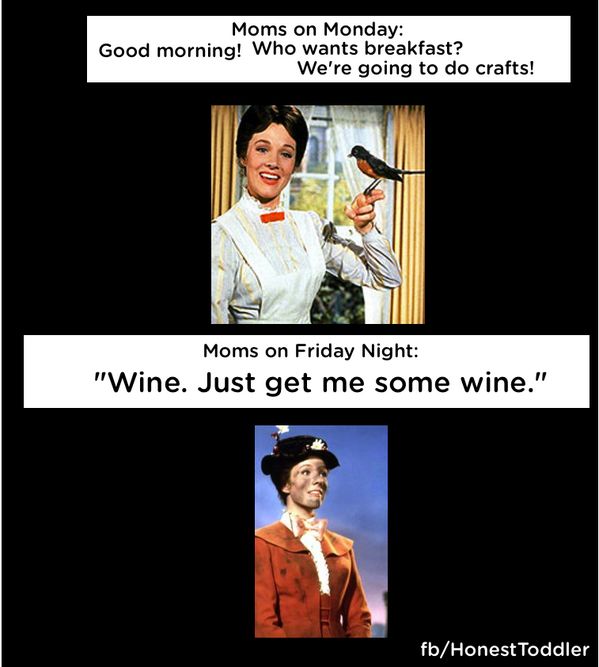 Moms on Monday:
Good morning! Who wants breakfast?
We're going to do crafts!
Moms on Friday Night:
"Wine. Just get me some wine."
fb/HonestToddler